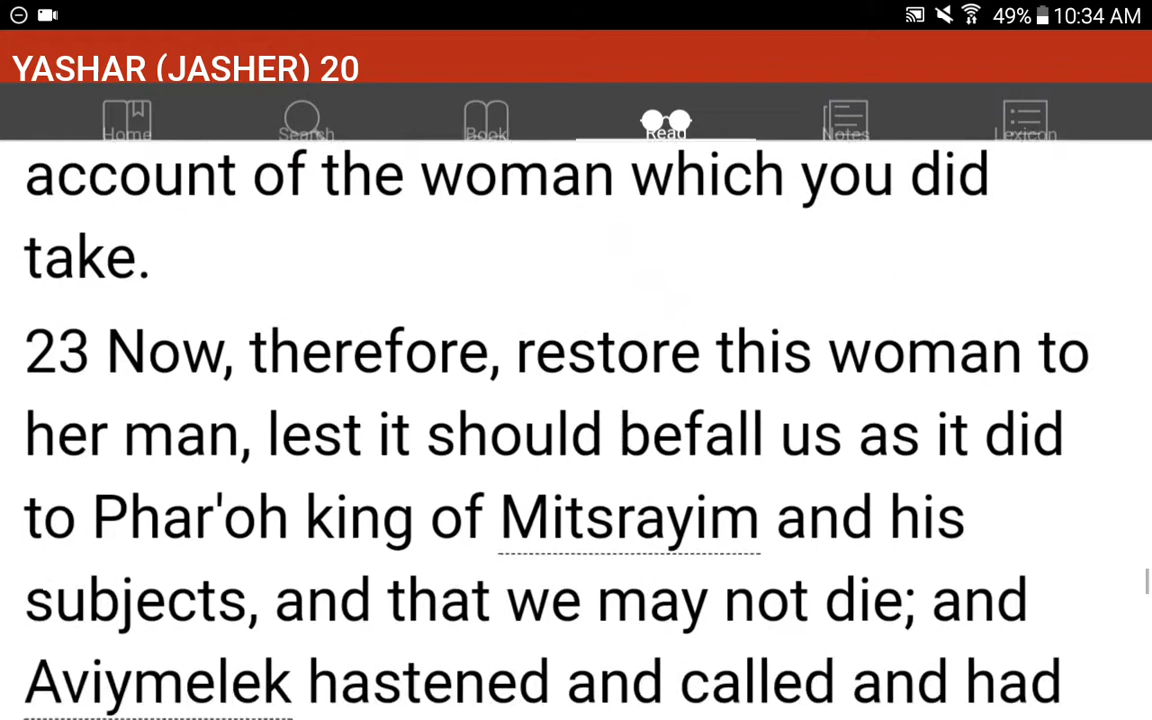 49% 10:34 AM
YASHAR (JASHER) 20
Home Search Book Read Notes Lexicon
account of the woman which you did
take.
23 Now, therefore, restore this woman to
her man, lest it should befall us as it did
to Phar'oh king of Mitsrayim and his
subjects, and that we may not die; and
Aviymelek hastened and called and had